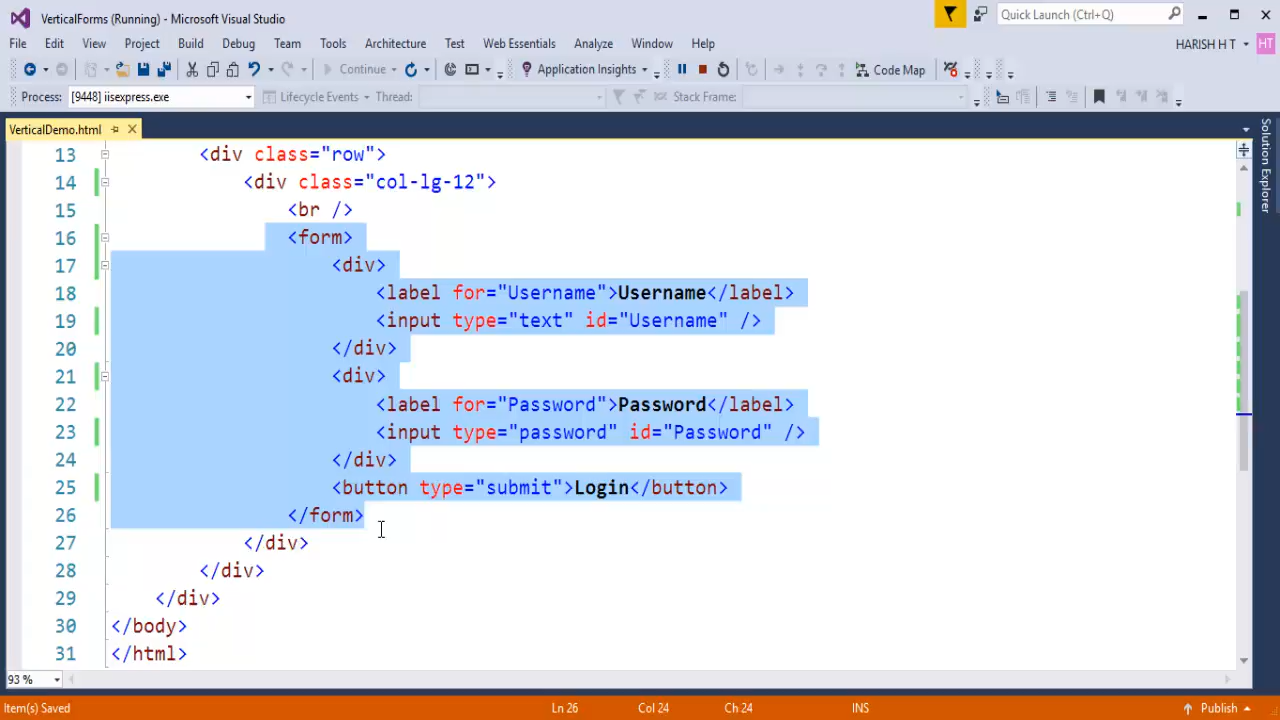 VerticalForms (Running) - Microsoft Visual Studio
Quick Launch (Ctrl+Q)
File Edit View Project Build Debug Team Tools Architecture Test Web Essentials Analyze Window Help
HARISH H T HT
Continue Application Insights Code Map
Process: [9448] iisexpress.exe Lifecycle Events Thread: Stack Frame:
VerticalDemo.html
Solution Explorer
13 <div class="row">
14 <div class="col-lg-12">
15 <br />
16 <form>
17 <div>
18 <label for="Username">Username</label>
19 <input type="text" id="Username" />
20 </div>
21 <div>
22 <label for="Password">Password</label>
23 <input type="password" id="Password" />
24 </div>
25 <button type="submit">Login</button>
26 </form>
27 </div>
28 </div>
29 </div>
30 </body>
31 </html>
93 %
Item(s) Saved Ln 26 Col 24 Ch 24 INS Publish